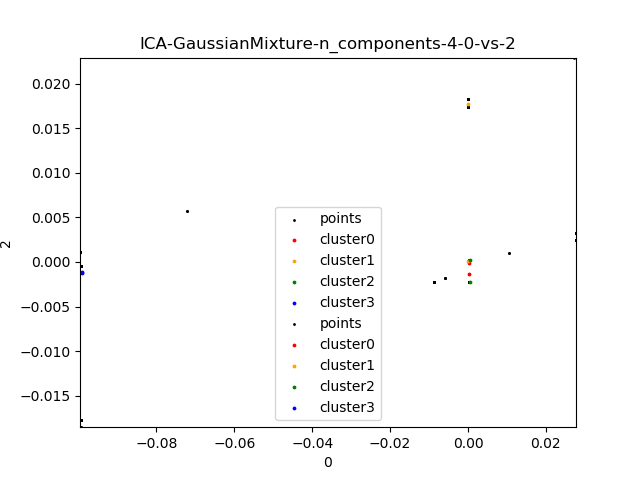 ICA-GaussianMixture-n_components-4-0-vs-2
0.020
0.015
0.010
0.005
0.000
−0.005
−0.010
−0.015
2
points
cluster0
cluster1
cluster2
cluster3
points
cluster0
cluster1
cluster2
cluster3
−0.08 −0.06 −0.04 −0.02 0.00 0.02
0